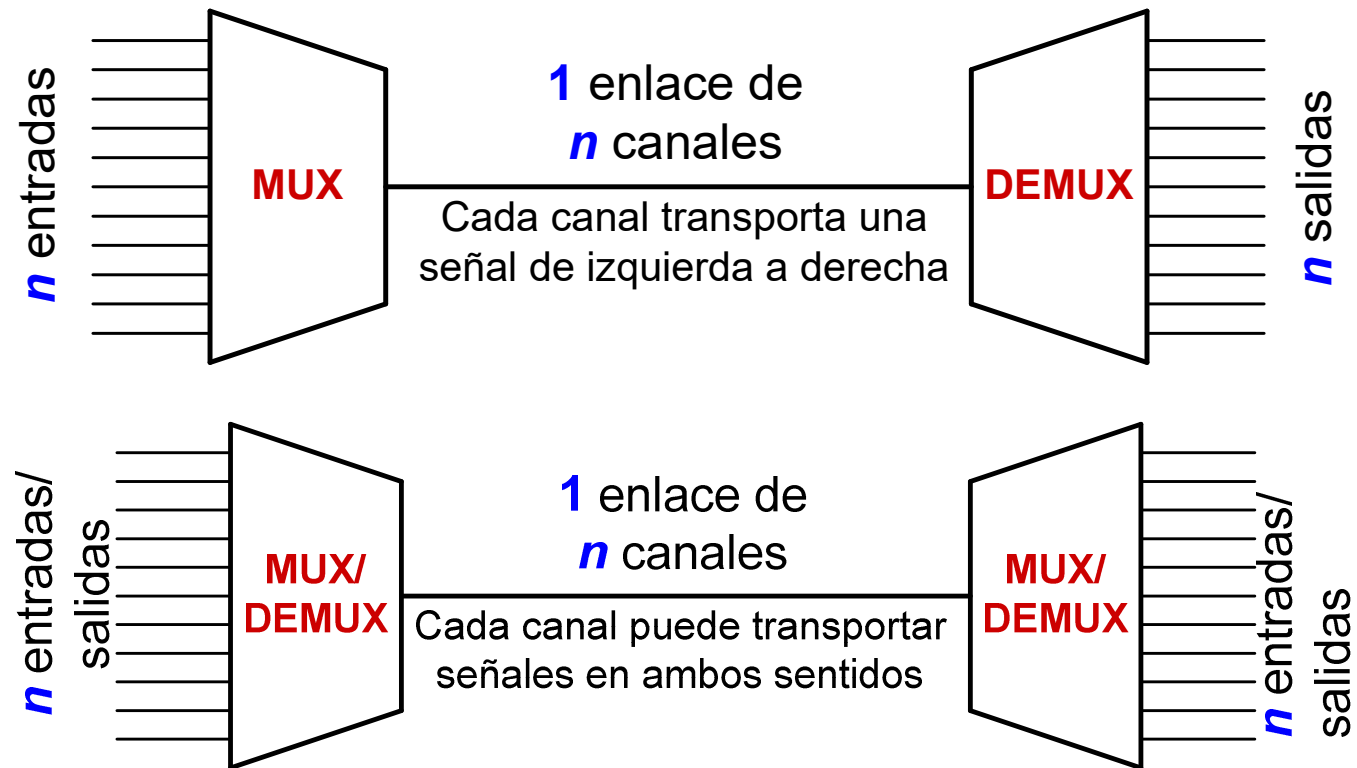 n entradas
MUX
1 enlace de
n canales
Cada canal transporta una
señal de izquierda a derecha
DEMUX
n salidas
n entradas/
salidas
MUX/
DEMUX
1 enlace de
n canales
Cada canal puede transportar
señales en ambos sentidos
MUX/
DEMUX
n entradas/
salidas